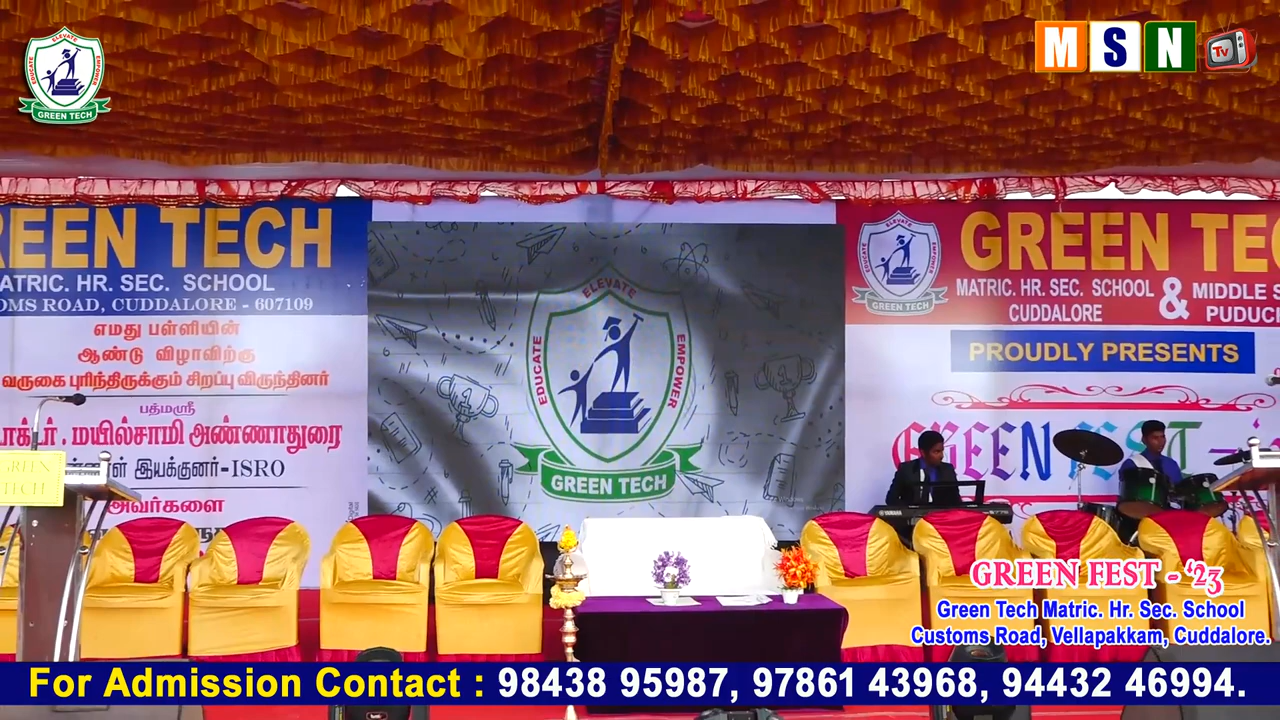 ELEVATE
EDUCATE
EMPOWER
GREEN TECH
MSN
Tv
REEN TECH
MATRIC. HR. SEC. SCHOOL
OMS ROAD, CUDDALORE - 607109
எமது பள்ளியின்
ஆண்டு விழாவிற்கு
வருகை புரிந்திருக்கும் சிறப்பு விருந்தினர்
பத்மஸ்ரீ
டாக்டர். மயில்சாமி அண்ணாதுரை
இயக்குனர்-ISRO
அவர்களை
GREEN
TECH
ELEVATE
EDUCATE
EMPOWER
GREEN TECH
ELEVATE
EDUCATE
EMPOWER
GREEN TECH
GREEN TEC
MATRIC. HR. SEC. SCHOOL
CUDDALORE
&
MIDDLE S
PUDUCH
PROUDLY PRESENTS
GREEN FEST - '2
YAMAHA
GREEN FEST - '23
Green Tech Matric. Hr. Sec. School
Customs Road, Vellapakkam, Cuddalore.
For Admission Contact : 98438 95987, 97861 43968, 94432 46994.